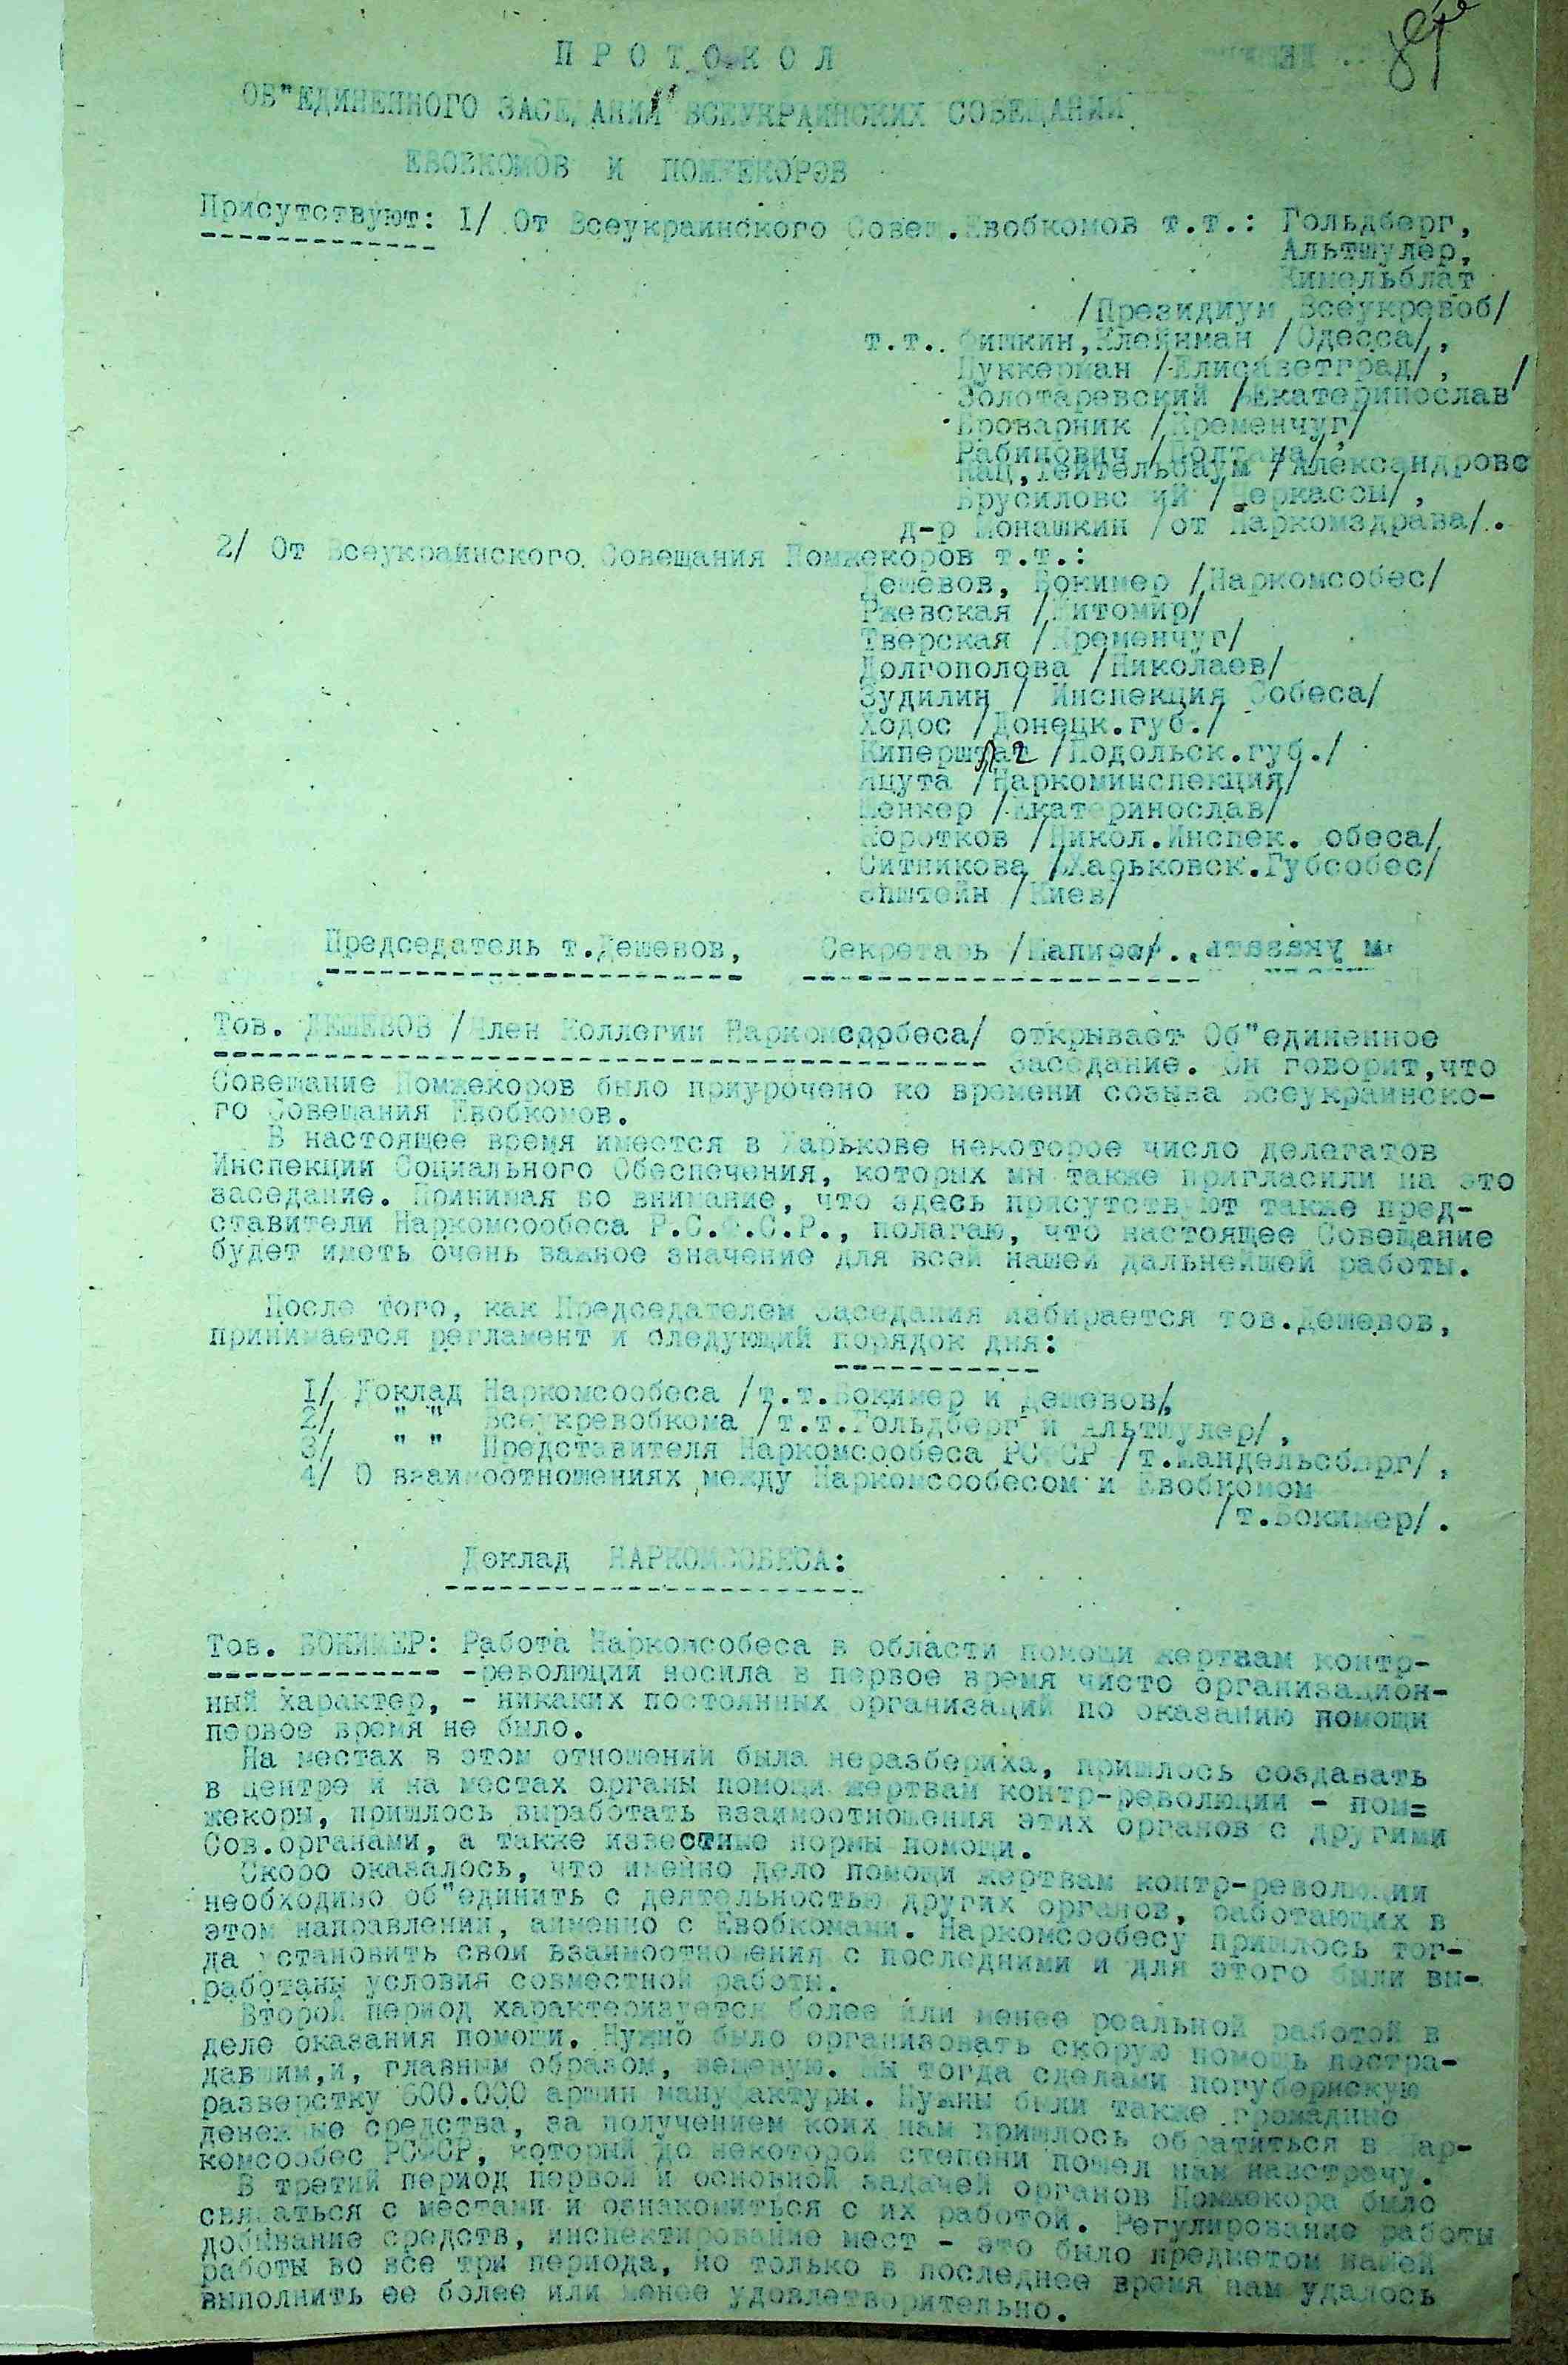 П Р О Т О К О Л
ОБ"ЕДИНЕННОГО ЗАСЕДАНИЙ ВСЕУКРАИНСКИХ СОВЕЩАНИЙ
ЕВОБКОМОВ И ПОМЖЕКОРОВ
Присутствуют: I/ От Всеукраинского Совещ.Евобкомов т.т.: Гольдберг,
Альтшулер,
Кимельблат
/Президиум Всеукревоб/
т.т. Фишкин,Клейнман /Одесса/,
Цуккерман /Елисаветград/,
Золотаревский /Екатеринослав/
Броварник /Кременчуг/
Рабинович /Полтава/,
Кац,Тейтельбаум /Александровс
Брусиловский /Черкассы/,
д-р Монашкин /от Наркомздрава/.
2/ От Всеукраинского Совещания Помжекоров т.т.:
Дешевов, Бокимер /Наркомсобес/
Ржевская /Житомир/
Тверская /Кременчуг/
Долгополова /Николаев/
Зудилин / Инспекция Собеса/
Ходос /Донецк.губ./
/Подольск.губ./
Яцута /Наркоминспекция/
Шенкер /Екатеринослав/
Коротков /Никол.Инспек. обеса/
Ситникова /Харьковск.Губсобес/
Эпштейн /Киев/
Председатель т.Дешевов, Секретарь /Шапиро/.
Тов. ДЕШЕВОВ /Член Коллегии Наркомсобеса/ открывает Об"единенное
заседание. Он говорит,что
Совещание Помжекоров было приурочено ко времени созыва Всеукраинско-
го Совещания Евобкомов.
В настоящее время имеется в Харькове некоторое число делегатов
Инспекции Социального Обеспечения, которых мы также пригласили на это
заседание. Принимая во внимание, что здесь присутствуют также пред-
ставители Наркомсообеса Р.С.Ф.С.Р., полагаю, что настоящее Совещание
будет иметь очень важное значение для всей нашей дальнейшей работы.
После того, как Председателем Заседания избирается тов.Дешевов,
принимается регламент и следующий порядок дня:
I/ Доклад Наркомсообеса /т.т.Бокимер и Дешевов/,
2/ " " Всеукревобкома /т.т.Гольдберг и Альтшулер/,
3/ " " Представителя Наркомсообеса РСФСР /т.Мандельсберг/,
4/ О взаимоотношениях между Наркомссобесом и Евобкомом
/т.Бокимер/.
Доклад НАРКОМСОБЕСА:
Тов. БОКИМЕР: Работа Наркомсобеса в области помощи жертвам контр-
-революции носила в первое время чисто организацион-
ный характер, - никаких постоянных организаций по оказанию помощи
первое время не было.
На местах в этом отношении была неразбериха, пришлось создавать
в центре и на местах органы помощи жертвам контр-революции - пом=
жекоры, пришлось выработать взаимоотношения этих органов с другими
Сов.органами, а также известные нормы помощи.
Скоро оказалось, что именно дело помощи жертвам контр-революции
необходимо об"единить с деятельностью других органов, работающих в
этом направлении, аименно с Евобкомами. Наркомсообесу пришлось тог-
да установить свои взаимоотношения с последними и для этого были вы-
работаны условия совместной работы.
Второй период характеризуется более или менее реальной работой в
деле оказания помощи. Нужно было организовать скорую помощь постра-
давшим,и, главным образом, вещевую. Мы тогда сделали погубернскую
разверстку 600.000 аршин мануфактуры. Нужны были также громадные
денежные средства, за получением коих нам пришлось обратиться в Нар-
комсообес РСФСР, который до некоторой степени пошел нам навстречу.
В третий период первой и основной задачей органов Помжекора было
связаться с местами и ознакомиться с их работой. Регулирование работы
добывание средств, инспектирование мест - это было предметом нашей
работы во все три периода, но только в последнее время нам удалось
выполнить ее более или менее удовлетворительно.